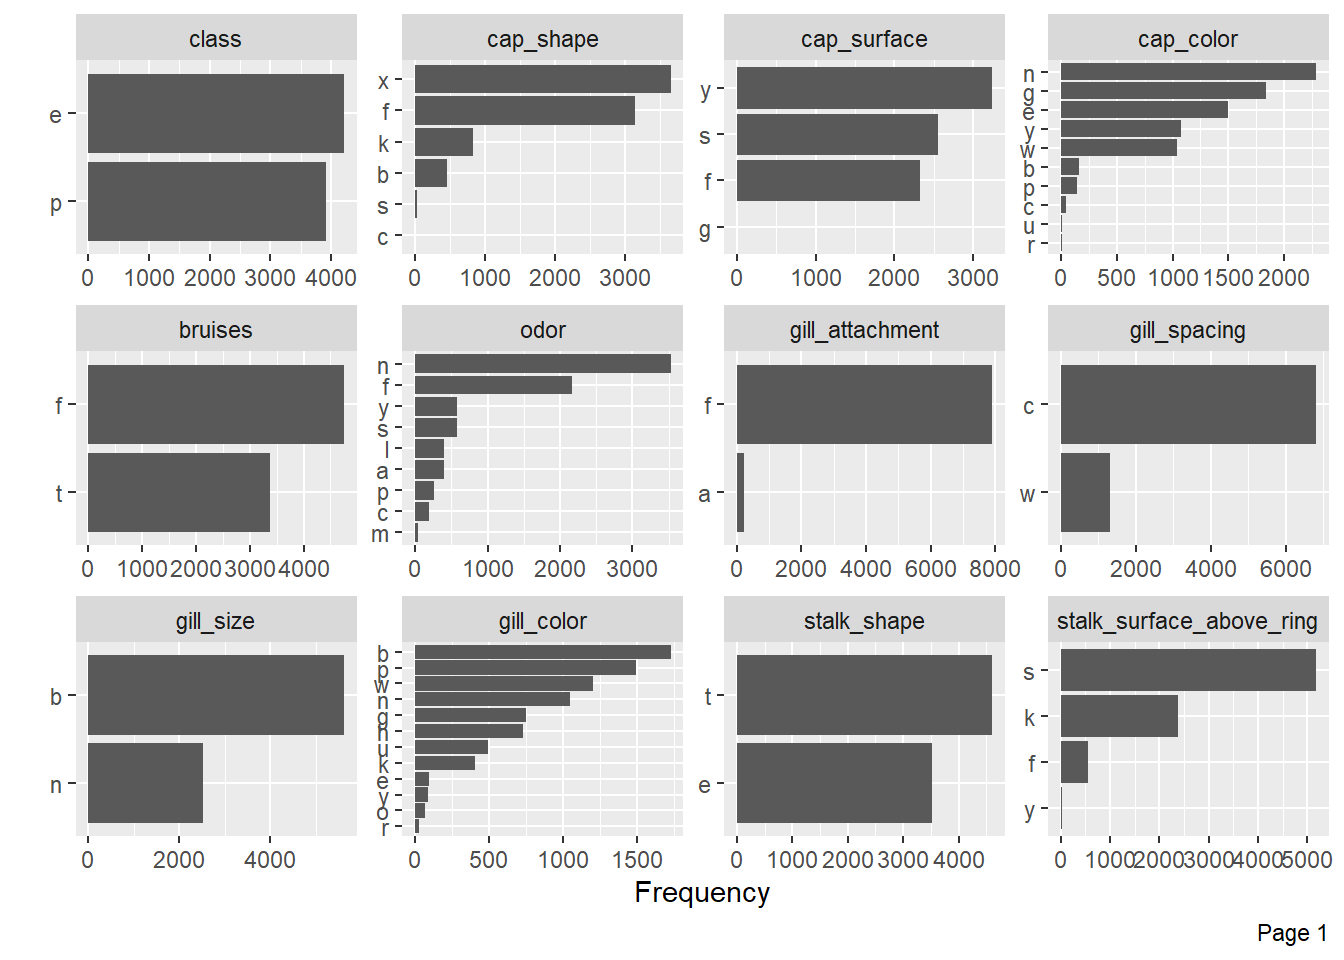 class cap_shape cap_surface cap_color
e
p
0 1000 2000 3000 4000
x
f
k
b
s
c
0 1000 2000 3000
y
s
f
g
0 1000 2000 3000
n
g
e
y
w
b
p
c
u
r
0 500 1000 1500 2000
bruises odor gill_attachment gill_spacing
f
t
0 1000 2000 3000 4000
n
f
y
s
l
a
p
c
m
0 1000 2000 3000
f
a
0 2000 4000 6000 8000
c
w
0 2000 4000 6000
gill_size gill_color stalk_shape stalk_surface_above_ring
b
n
0 2000 4000
b
p
w
n
g
h
u
k
e
y
o
r
0 500 1000 1500
t
e
0 1000 2000 3000 4000
s
k
f
y
0 1000 2000 3000 4000 5000
Frequency
Page 1